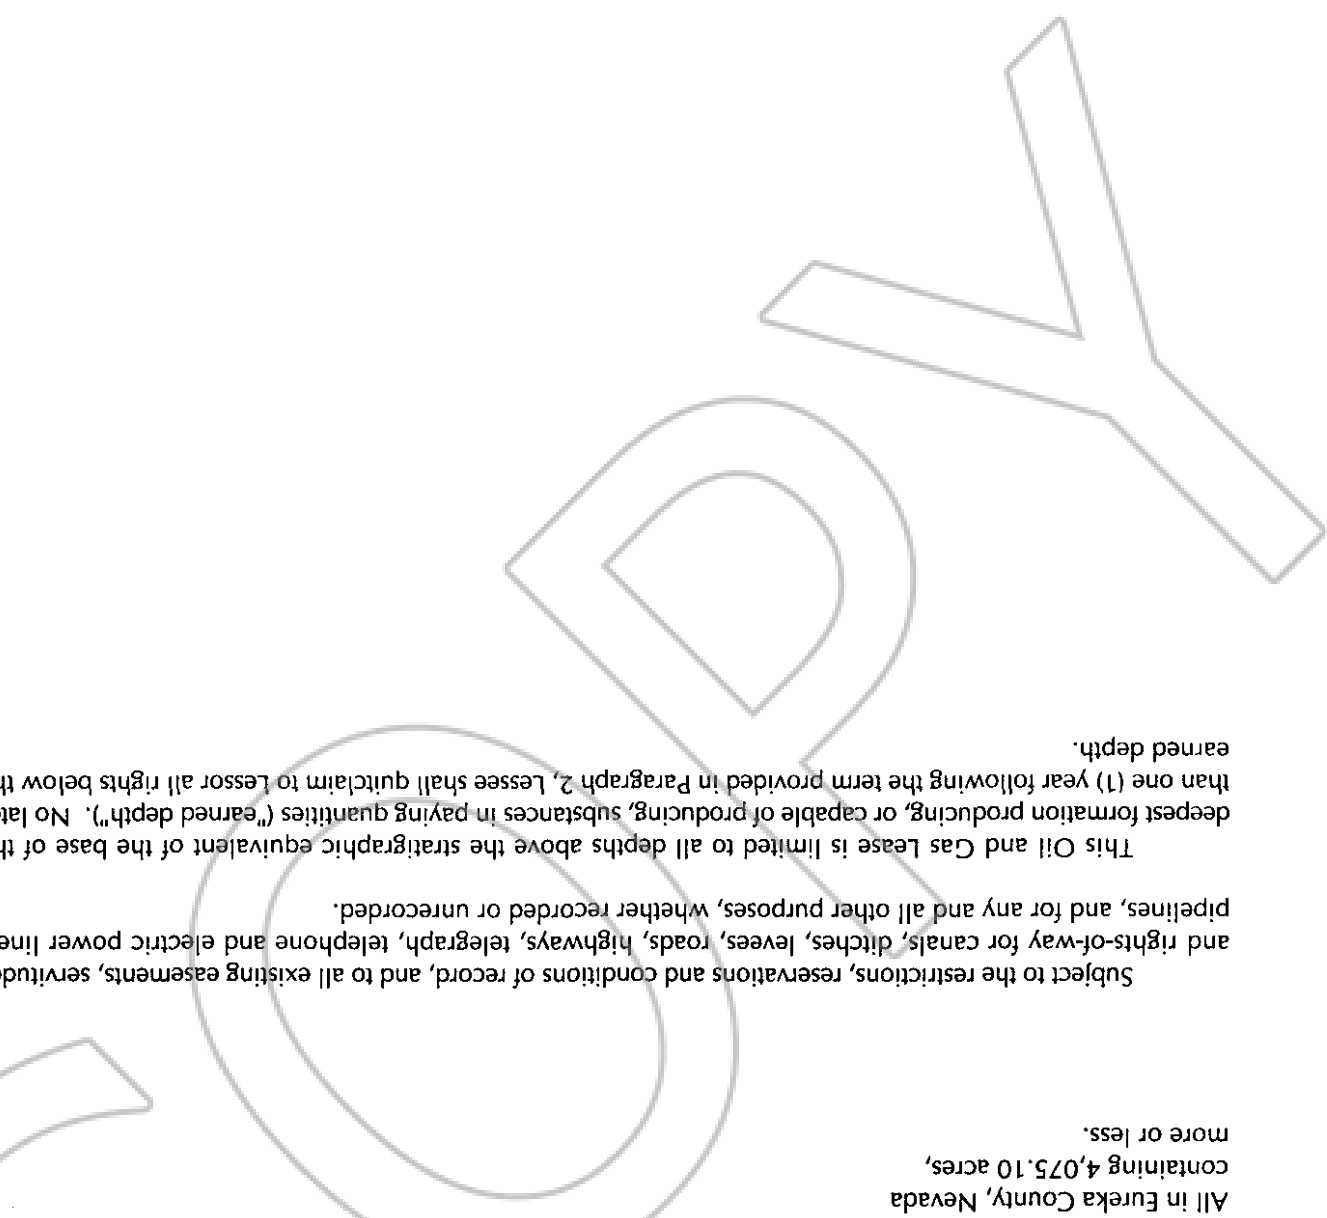 All in Eureka County, Nevada
containing 4,075.10 acres,
more or less.
Subject to the restrictions, reservations and conditions of record, and to all existing easements,
and rights-of-way for canals, ditches, levees, roads, highways, telegraph, telephone and electric power
pipelines, and for any and all other purposes, whether recorded or unrecorded.
This Oil and Gas Lease is limited to all depths above the stratigraphic equivalent of the base of
deepest formation producing, or capable of producing, substances in paying quantities ("earned depth"). No
than one (1) year following the term provided in Paragraph 2, Lessee shall quitclaim to Lessor all rights below
earned depth.
COPY